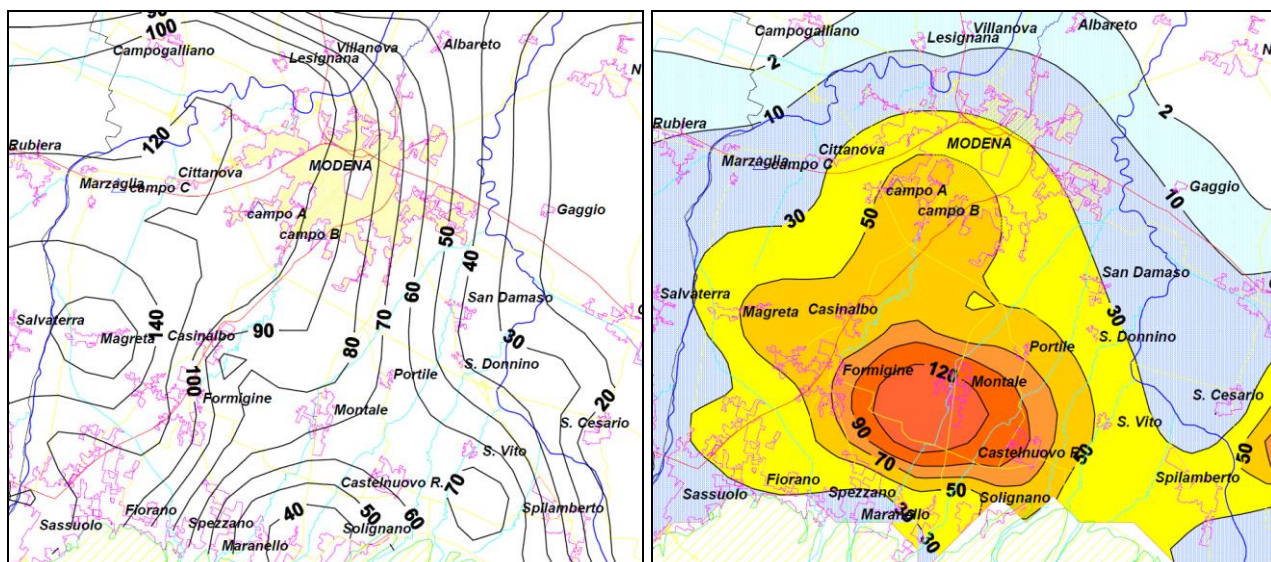 90
100
Campogalliano
Villanova
Lesignana
Albareto
N
120
Rubiera
Cittanova
MODENA
Marzaglia
campo C
campo A
campo B
Gaggio
50
40
60
San Damaso
Salvaterra
140
Magreta
Casinalbo
90
70
80
30
S. Donnino
100
Portile
Formigine
Montale
20
S. Cesario
S. Vito
Castelnuovo R.
70
Fiorano
Spezzano
40
50
60
Solignano
Spilamberto
Sassuolo
Maranello
Campogalliano
Villanova
Lesignana
Albareto
N
2
2
10
Rubiera
Cittanova
MODENA
Marzaglia
campo C
campo A
campo B
Gaggio
10
50
30
San Damaso
Salvaterra
Magreta
Casinalbo
30
S. Donnino
Portile
Formigine
120
Montale
S. Cesario
90
S. Vito
70
Castelnuovo R.
50
50
Fiorano
Spezzano
50
Solignano
Spilamberto
Sassuolo
Maranello
30
30